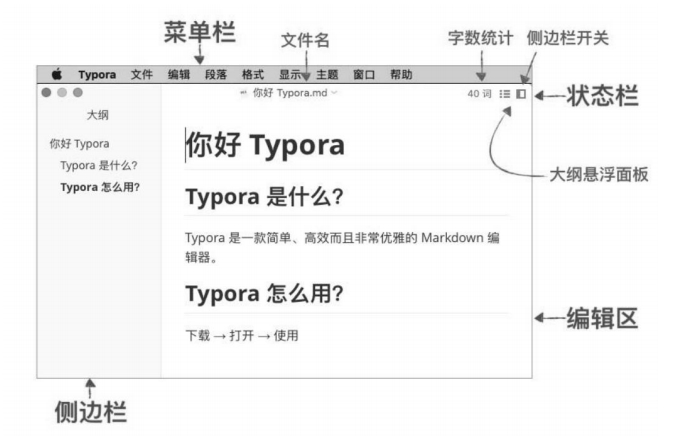 菜单栏
文件名
字数统计
侧边栏开关
Typora 文件 编辑 段落 格式 显示 主题 窗口 帮助
你好 Typora.md
40 词
状态栏
大纲
你好 Typora
你好 Typora
Typora 是什么?
Typora 怎么用?
大纲悬浮面板
Typora 是什么?
Typora 是一款简单、高效而且非常优雅的 Markdown 编
辑器。
Typora 怎么用?
下载 → 打开 → 使用
编辑区
侧边栏